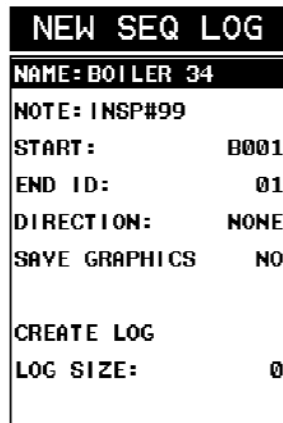 NEW SEQ LOG
NAME:BOILER 34
NOTE:INSP#99
START: B001
END ID: 01
DIRECTION: NONE
SAVE GRAPHICS NO
CREATE LOG
LOG SIZE: 0